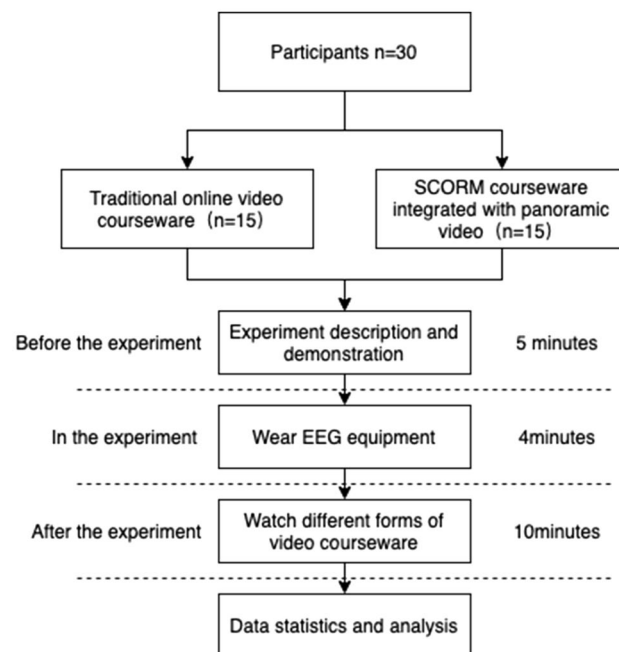 Participants n=30
Traditional online video
courseware（n=15）
SCORM courseware
integrated with panoramic
video（n=15）
Before the experiment
Experiment description and
demonstration
5 minutes
In the experiment
Wear EEG equipment
4minutes
After the experiment
Watch different forms of
video courseware
10minutes
Data statistics and analysis